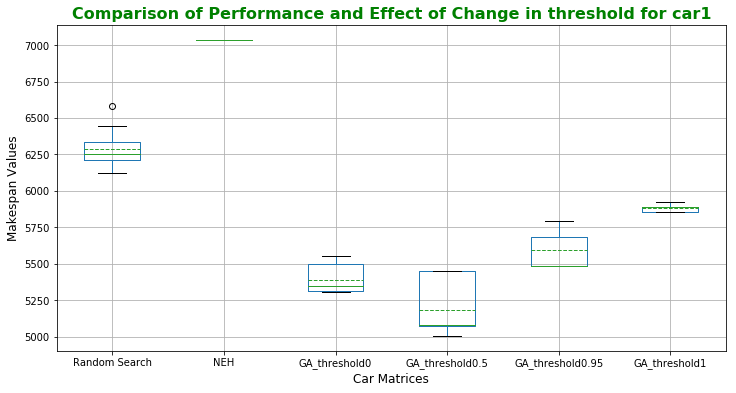 Comparison of Performance and Effect of Change in threshold for car1
7000
6750
6500
6250
6000
5750
5500
5250
5000
Makespan Values
Random Search NEH GA_threshold0 GA_threshold0.5 GA_threshold0.95 GA_threshold1
Car Matrices